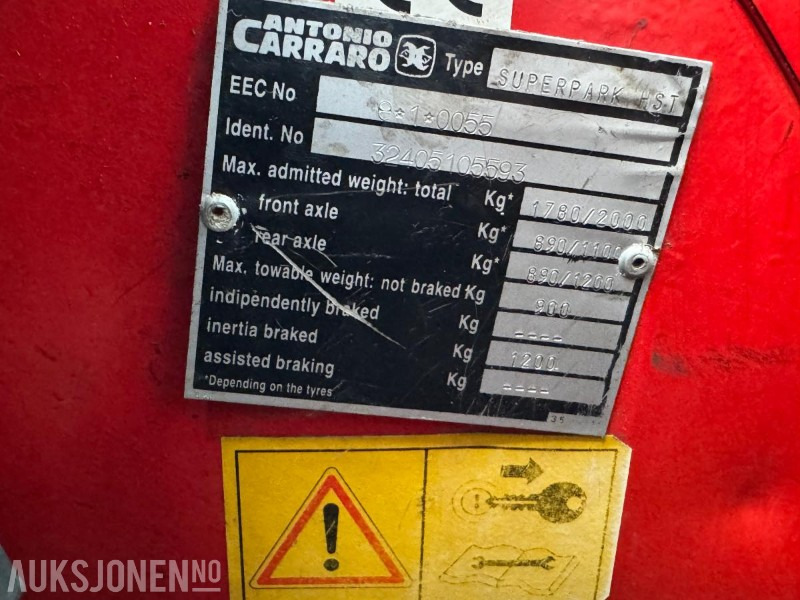 ANTONIO
CARRARO Type SUPERPARK HST
EEC No e*1*0055
Ident. No 32405105593
Max. admitted weight: total Kg* 1780/2000
front axle Kg* 890/1100
rear axle Kg* 890/1200
Max. towable weight: not braked Kg 900
indipendently braked Kg ----
inertia braked Kg 1200
assisted braking Kg ----
*Depending on the tyres
35
AUKSJONEN.NO